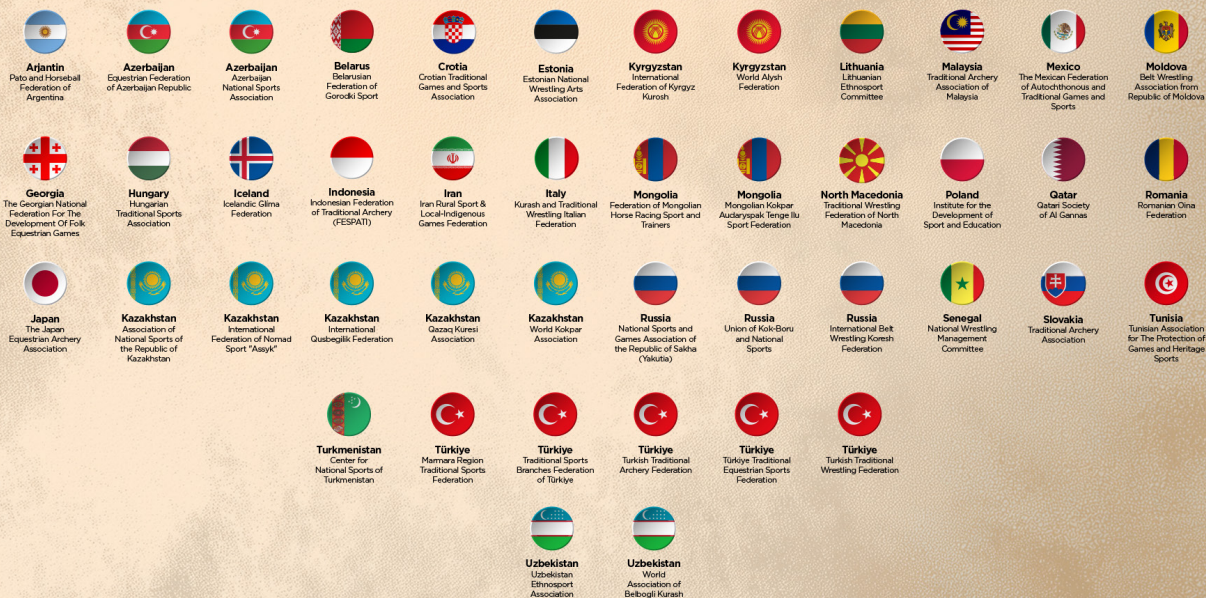 Arjantin
Pato and Horseball
Federation of
Argentina
Azerbaijan
Equestrian Federation
of Azerbaijan Republic
Azerbaijan
Azerbaijan
National Sports
Association
Belarus
Belarusian
Federation of
Gorodki Sport
Crotia
Crotian Traditional
Games and Sports
Association
Estonia
Estonian National
Wrestling Arts
Association
Kyrgyzstan
International
Federation of Kyrgyz
Kurosh
Kyrgyzstan
World Alysh
Federation
Lithuania
Lithuanian
Ethnosport
Committee
Malaysia
Traditional Archery
Association of
Malaysia
Mexico
The Mexican Federation
of Autochthonous and
Traditional Games and
Sports
Moldova
Belt Wrestling
Association from
Republic of Moldova
Georgia
The Georgian National
Federation For The
Development Of Folk
Equestrian Games
Hungary
Hungarian
Traditional Sports
Association
Iceland
Icelandic Glima
Federation
Indonesia
Indonesian Federation
of Traditional Archery
(FESPATI)
Iran
Iran Rural Sport &
Local-Indigenous
Games Federation
Italy
Kurash and Traditional
Wrestling Italian
Federation
Mongolia
Federation of Mongolian
Horse Racing Sport and
Trainers
Mongolia
Mongolian Kokpar
Audaryspak Tenge Ilu
Sport Federation
North Macedonia
Traditional Wrestling
Federation of North
Macedonia
Poland
Institute for the
Development of
Sport and Education
Qatar
Qatari Society
of Al Gannas
Romania
Romanian Oina
Federation
Japan
The Japan
Equestrian Archery
Association
Kazakhstan
Association of
National Sports of
the Republic of
Kazakhstan
Kazakhstan
International
Federation of Nomad
Sport "Assyk"
Kazakhstan
International
Qusbegilik Federation
Kazakhstan
Qazaq Kuresi
Association
Kazakhstan
World Kokpar
Association
Russia
National Sports and
Games Association of
the Republic of Sakha
(Yakutia)
Russia
Union of Kok-Boru
and National
Sports
Russia
International Belt
Wrestling Koresh
Federation
Senegal
National Wrestling
Management
Committee
Slovakia
Traditional Archery
Association
Tunisia
Tunisian Association
for The Protection of
Games and Heritage
Sports
Turkmenistan
Center for
National Sports of
Turkmenistan
Türkiye
Marmara Region
Traditional Sports
Federation
Türkiye
Traditional Sports
Branches Federation
of Türkiye
Türkiye
Turkish Traditional
Archery Federation
Türkiye
Türkiye Traditional
Equestrian Sports
Federation
Türkiye
Turkish Traditional
Wrestling Federation
Uzbekistan
Uzbekistan
Ethnosport
Association
Uzbekistan
World
Association of
Belbogli Kurash